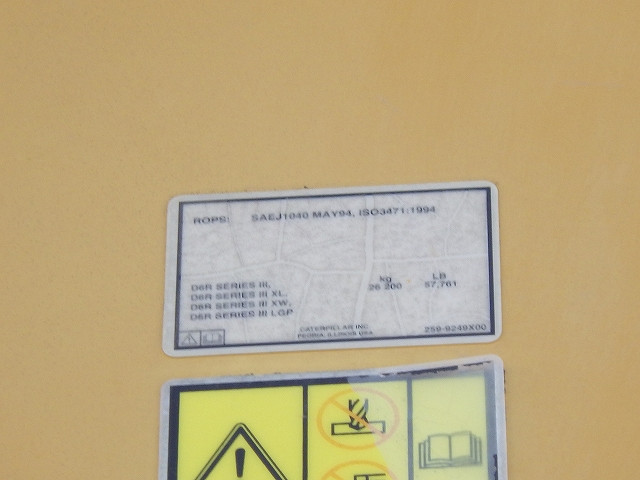 ROPS: SAEJ1040 MAY94, ISO3471:1994
kg LB
D6R SERIES III, 26 200 57,761
D6R SERIES III XL,
D6R SERIES III XW,
D6R SERIES III LGP
CATERPILLAR INC.
PEORIA, ILLINOIS USA
259-9249X00